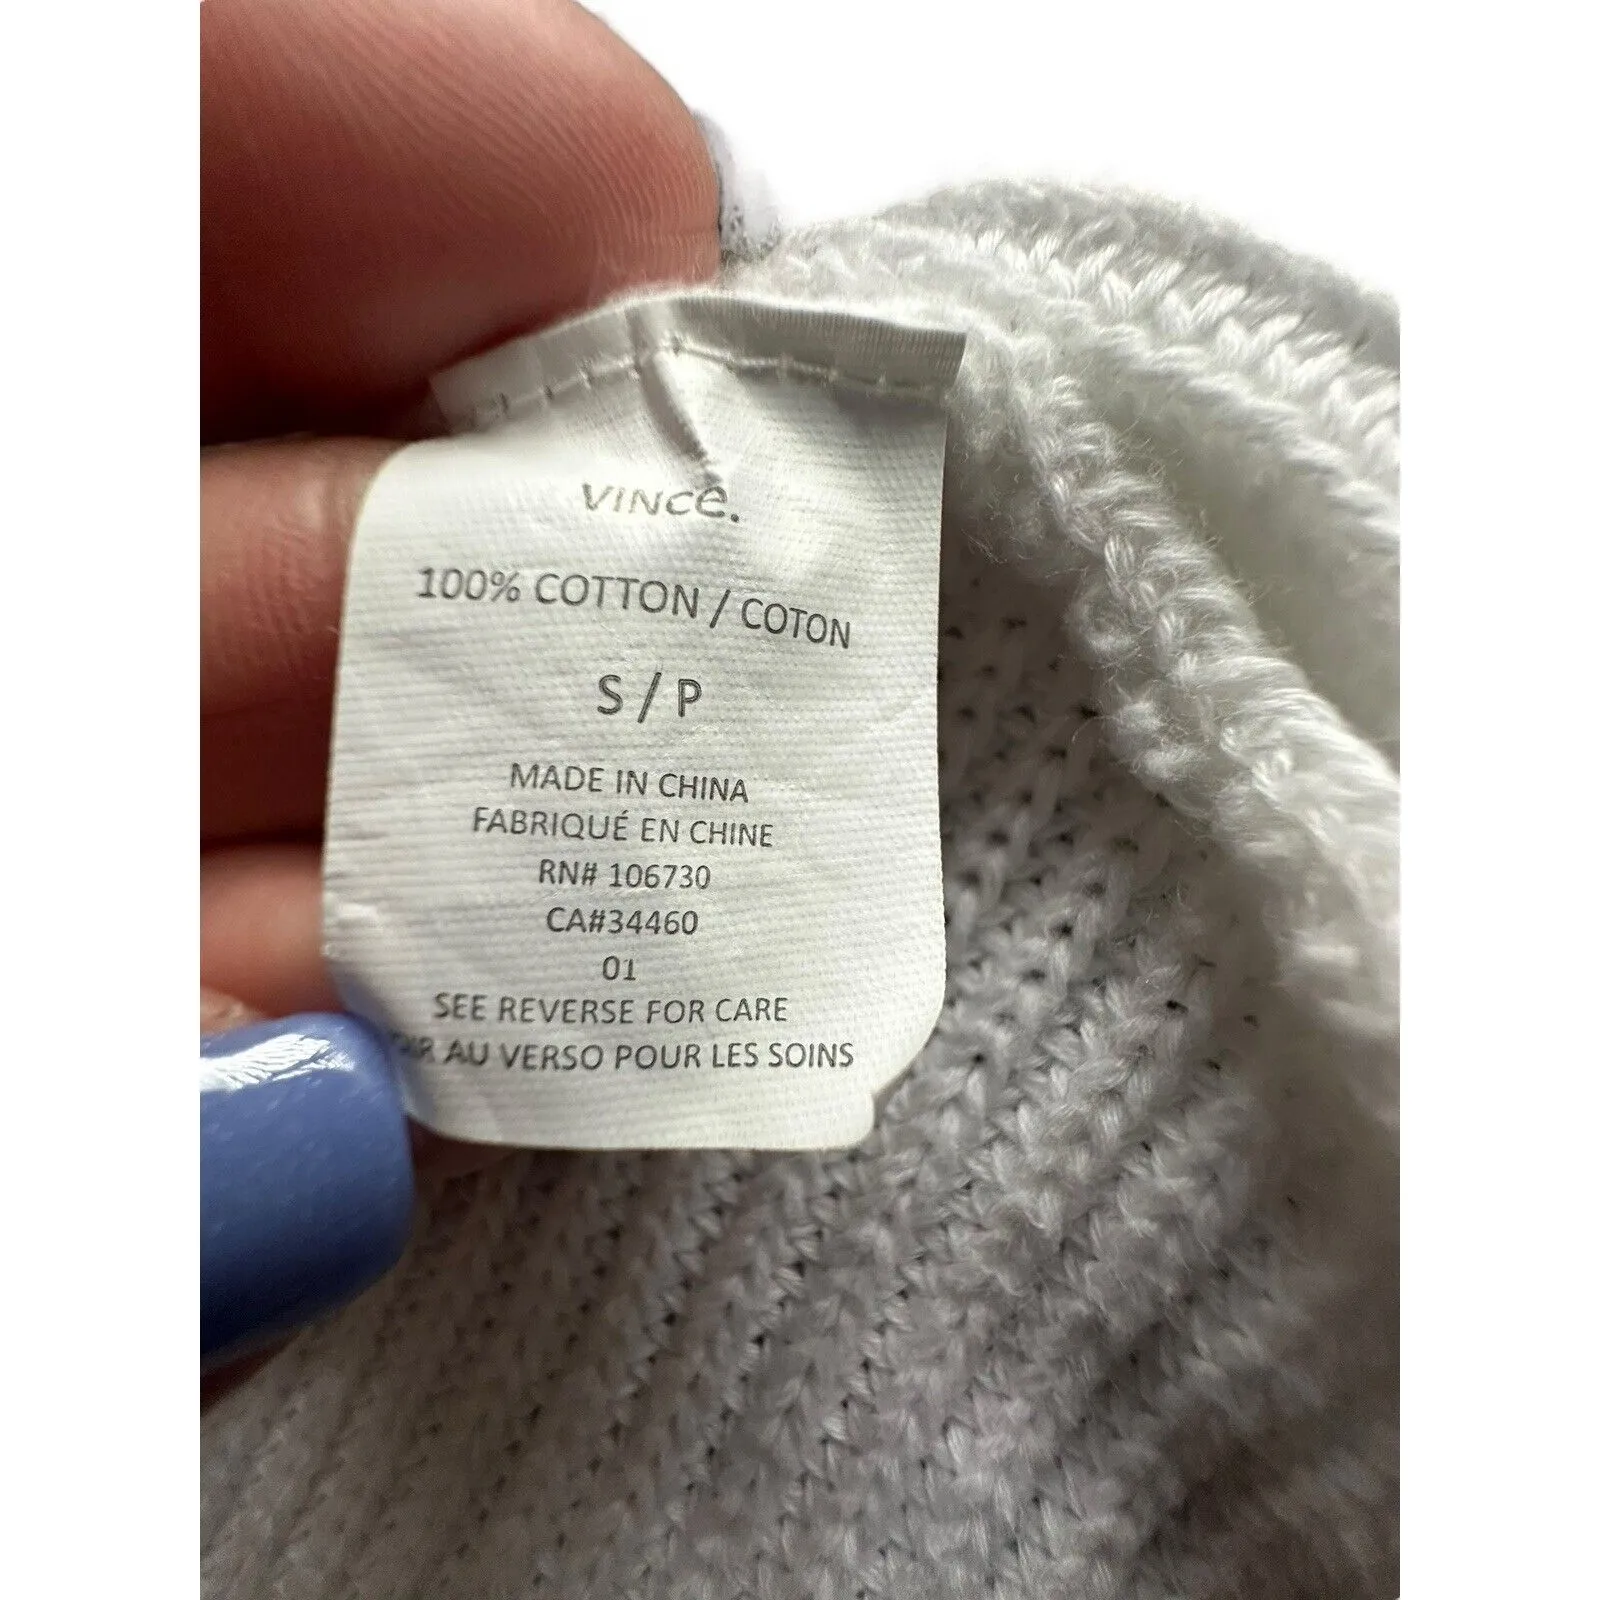 VINCe.
100% COTTON / COTON
S / P
MADE IN CHINA
FABRIQUÉ EN CHINE
RN# 106730
CA#34460
01
SEE REVERSE FOR CARE
AU VERSO POUR LES SOINS